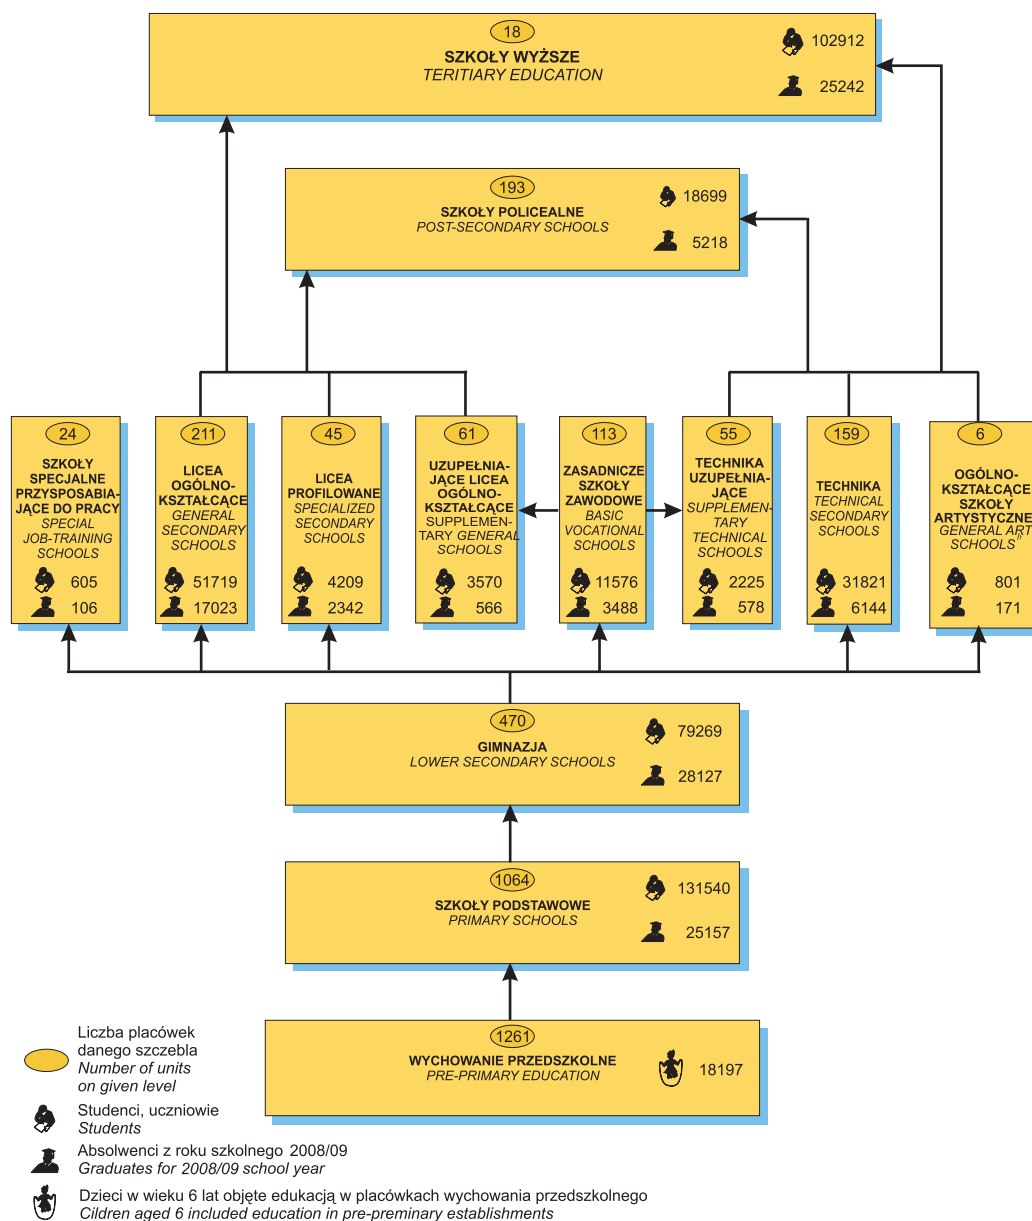 18
SZKOŁY WYŻSZE
TERITIARY EDUCATION
102912
25242
193
SZKOŁY POLICEALNE
POST-SECONDARY SCHOOLS
18699
5218
24
SZKOŁY
SPECJALNE
PRZYSPOSABIA-
JĄCE DO PRACY
SPECIAL
JOB-TRAINING
SCHOOLS
605
106
211
LICEA
OGÓLNO-
KSZTAŁCĄCE
GENERAL
SECONDARY
SCHOOLS
51719
17023
45
LICEA
PROFILOWANE
SPECIALIZED
SECONDARY
SCHOOLS
4209
2342
61
UZUPEŁNIA-
JĄCE LICEA
OGÓLNO-
KSZTAŁCĄCE
SUPPLEMEN-
TARY GENERAL
SCHOOLS
3570
566
113
ZASADNICZE
SZKOŁY
ZAWODOWE
BASIC
VOCATIONAL
SCHOOLS
11576
3488
55
TECHNIKA
UZUPEŁNIA-
JĄCE
SUPPLEMEN-
TARY
TECHNICAL
SCHOOLS
2225
578
159
TECHNIKA
TECHNICAL
SECONDARY
SCHOOLS
31821
6144
6
OGÓLNO-
KSZTAŁCĄCE
SZKOŁY
ARTYSTYCZNE
GENERAL ART
SCHOOLS
801
171
470
GIMNAZJA
LOWER SECONDARY SCHOOLS
79269
28127
1064
SZKOŁY PODSTAWOWE
PRIMARY SCHOOLS
131540
25157
1261
WYCHOWANIE PRZEDSZKOLNE
PRE-PRIMARY EDUCATION
18197
Liczba placówek
danego szczebla
Number of units
on given level
Studenci, uczniowie
Students
Absolwenci z roku szkolnego 2008/09
Graduates for 2008/09 school year
Dzieci w wieku 6 lat objęte edukacją w placówkach wychowania przedszkolnego
Cildren aged 6 included education in pre-preminary establishments